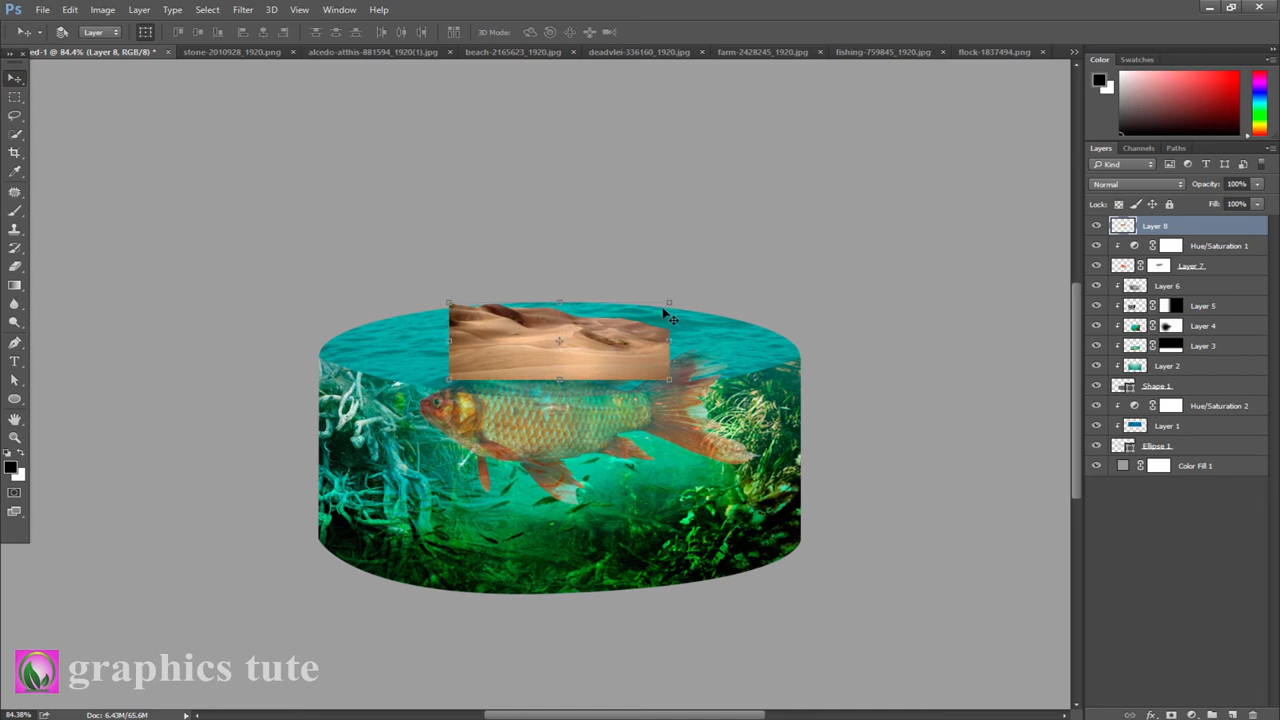 Ps File Edit Image Layer Type Select Filter 3D View Window Help
Layer 3D Mode:
ed-1 @ 84.4% (Layer 8, RGB/8) * × stone-2010928_1920.png × alcedo-atthis-881594_1920(1).jpg × beach-2165623_1920.jpg × deadvlei-336160_1920.jpg × farm-2428245_1920.jpg × fishing-759845_1920.jpg × flock-1837494.png ×
Color Swatches
Layers Channels Paths
Kind
Normal Opacity: 100%
Lock: Fill: 100%
Layer 8
Hue/Saturation 1
Layer 7
Layer 6
Layer 5
Layer 4
Layer 3
Layer 2
Shape 1
Hue/Saturation 2
Layer 1
Ellipse 1
Color Fill 1
graphics tute
84.38% Doc: 6.43M/65.6M